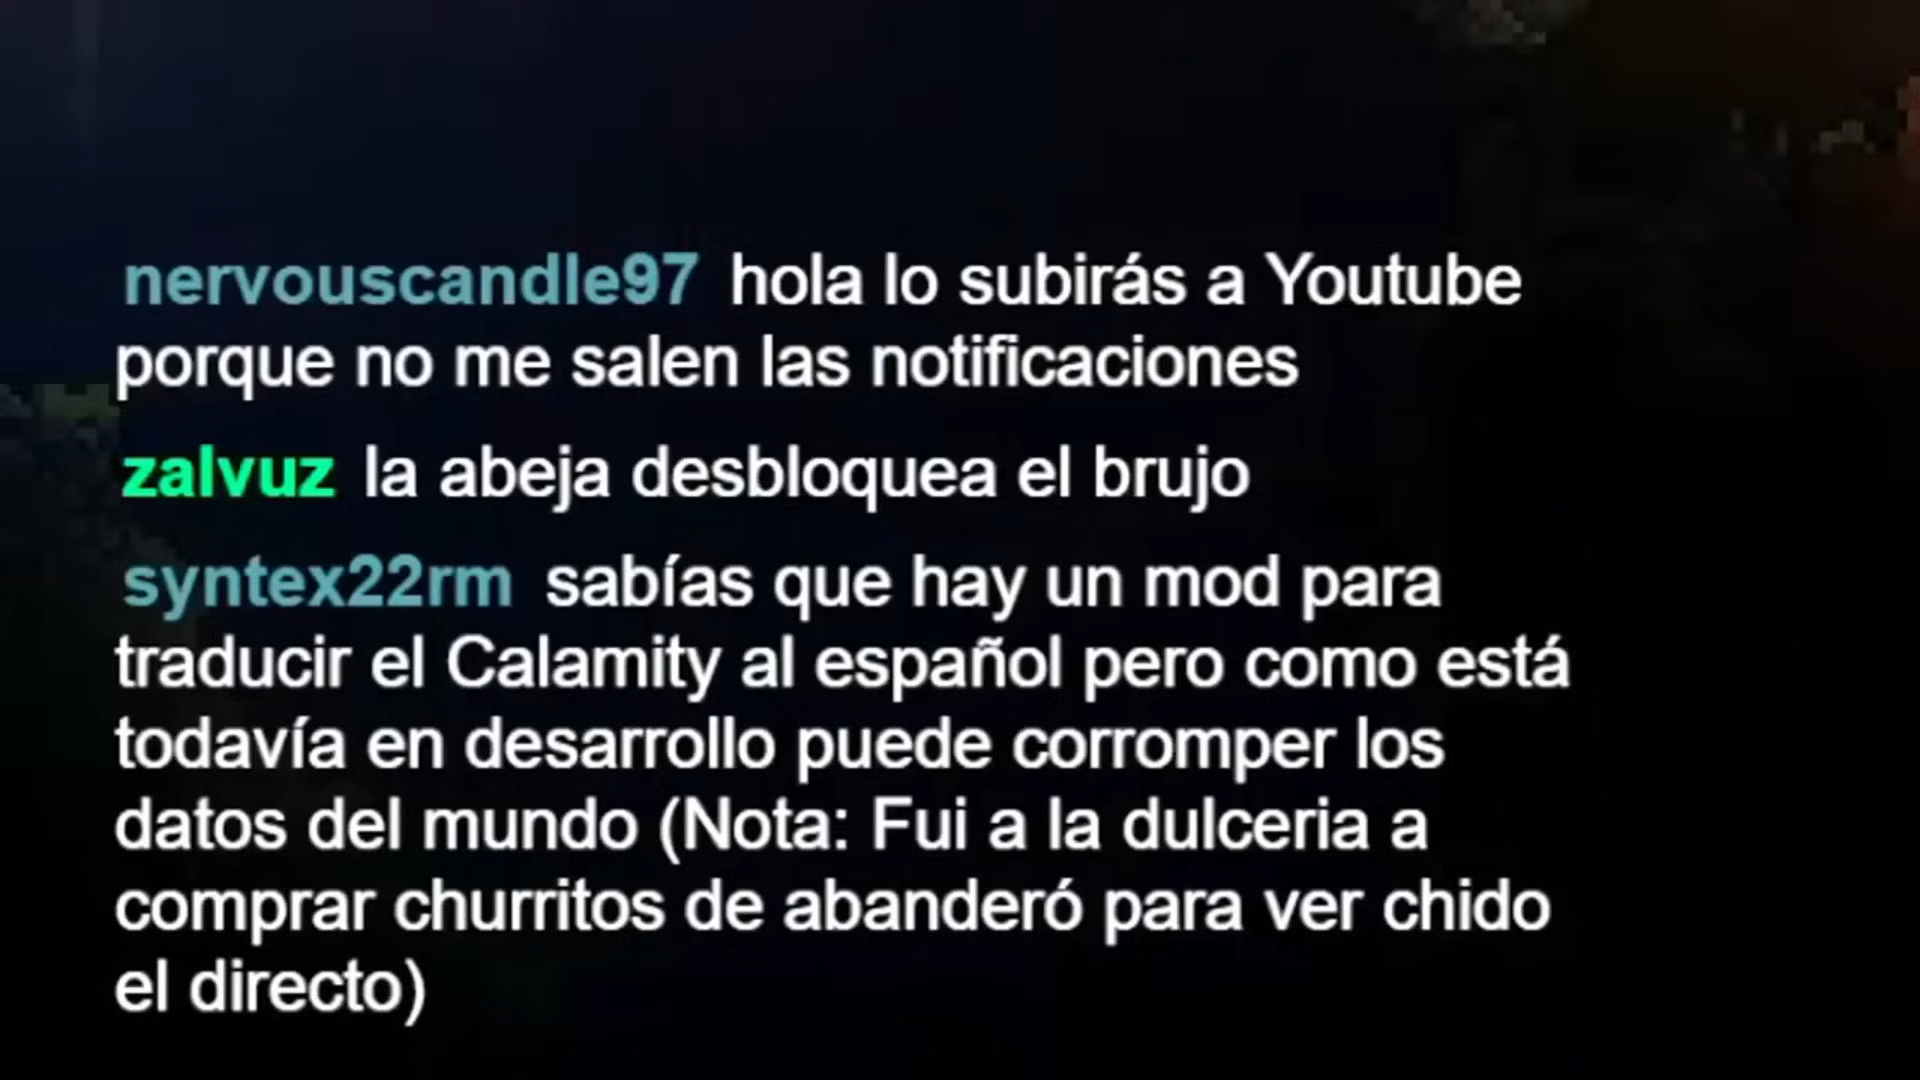 nervouscandle97 hola lo subirás a Youtube
porque no me salen las notificaciones
zalvuz la abeja desbloquea el brujo
syntex22rm sabías que hay un mod para
traducir el Calamity al español pero como está
todavía en desarrollo puede corromper los
datos del mundo (Nota: Fui a la dulceria a
comprar churritos de abanderó para ver chido
el directo)